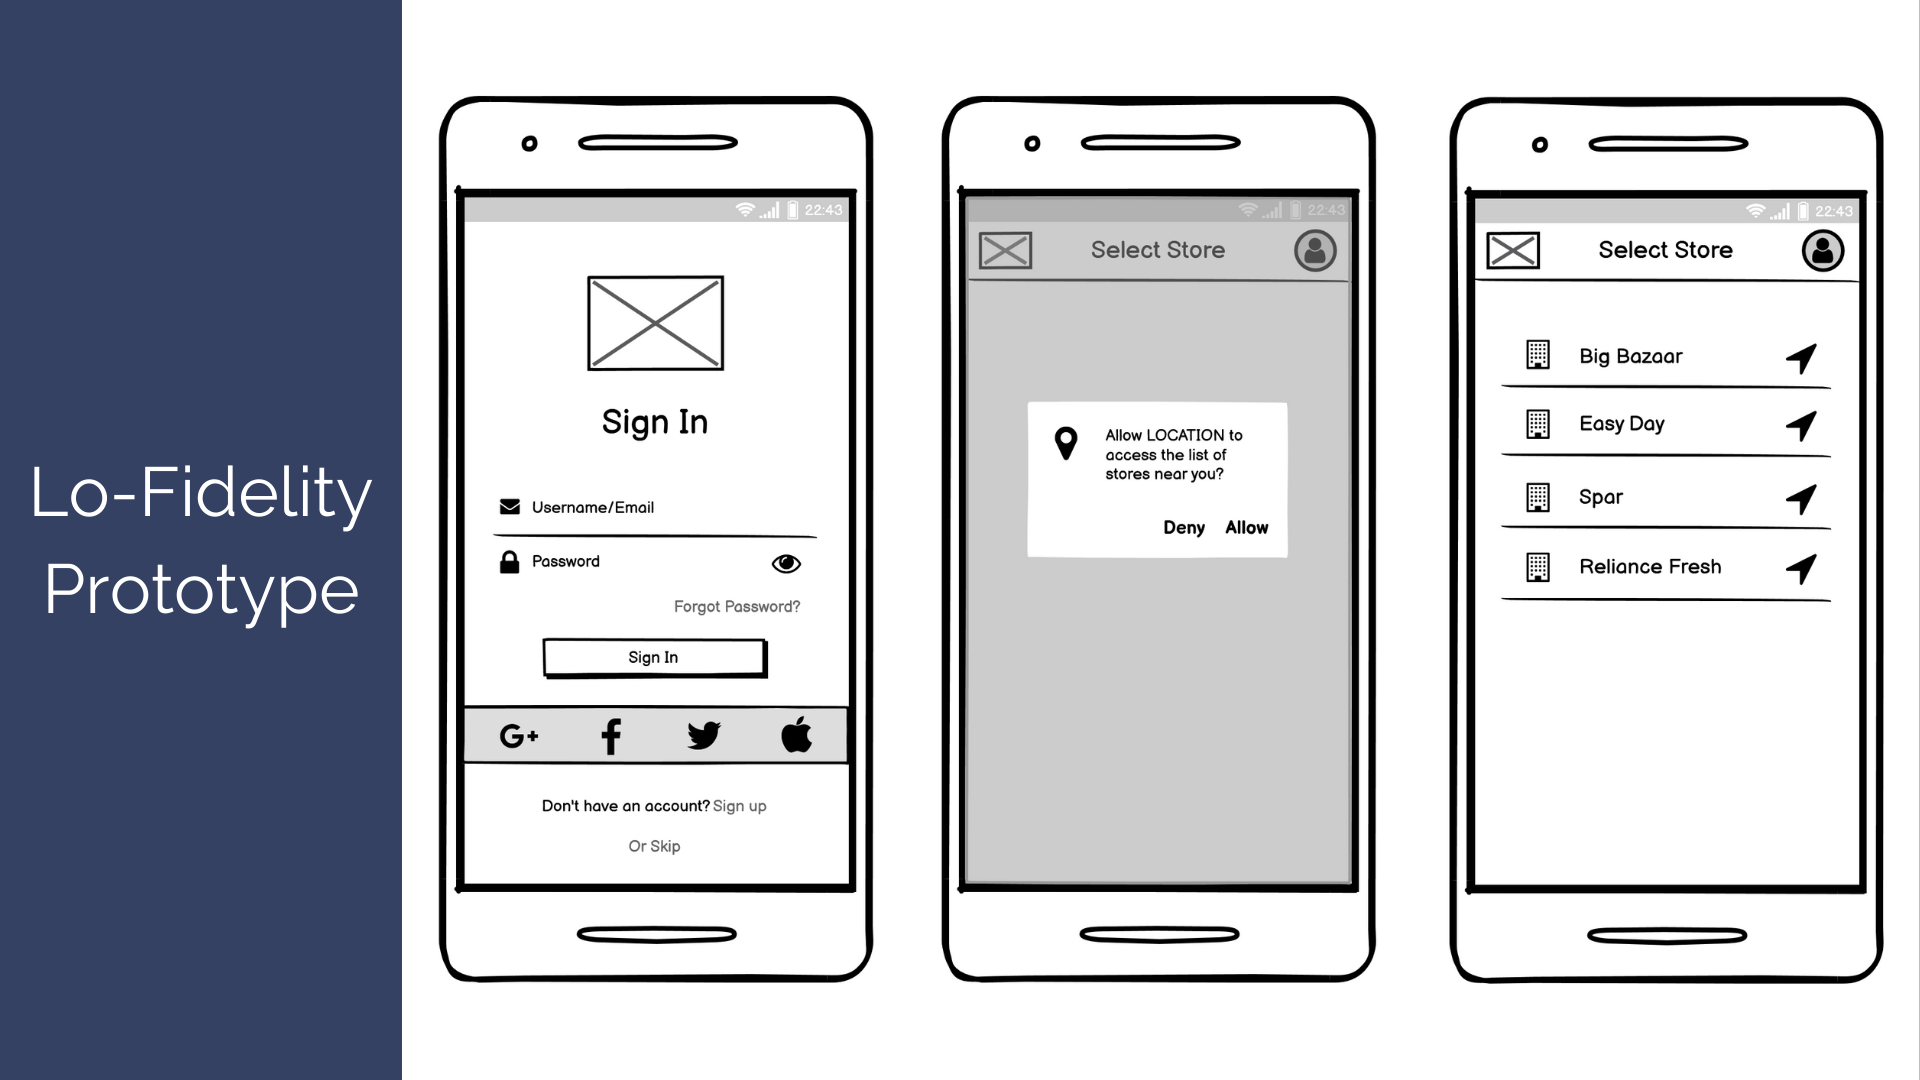 Lo-Fidelity
Prototype
22:43
Sign In
Username/Email
Password
Forgot Password?
Sign In
G+
Don't have an account? Sign up
Or Skip
22:43
Select Store
Allow LOCATION to
access the list of
stores near you?
Deny Allow
22:43
Select Store
Big Bazaar
Easy Day
Spar
Reliance Fresh